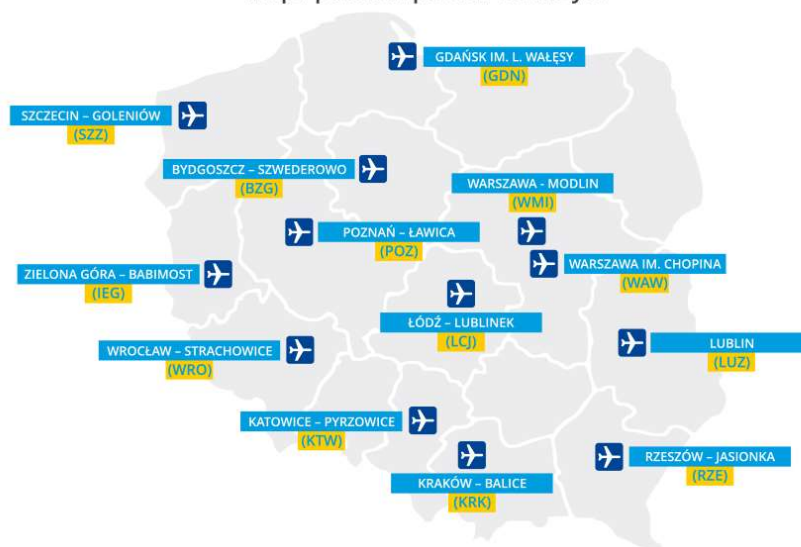 GDAŃSK IM. L. WAŁĘSY
(GDN)
SZCZECIN – GOLENIÓW
(SZZ)
BYDGOSZCZ – SZWEDEROWO
(BZG)
WARSZAWA - MODLIN
(WMI)
POZNAŃ – ŁAWICA
(POZ)
WARSZAWA IM. CHOPINA
(WAW)
ZIELONA GÓRA – BABIMOST
(IEG)
ŁÓDŹ – LUBLINEK
(LCJ)
LUBLIN
(LUZ)
WROCŁAW – STRACHOWICE
(WRO)
KATOWICE – PYRZOWICE
(KTW)
RZESZÓW – JASIONKA
(RZE)
KRAKÓW – BALICE
(KRK)